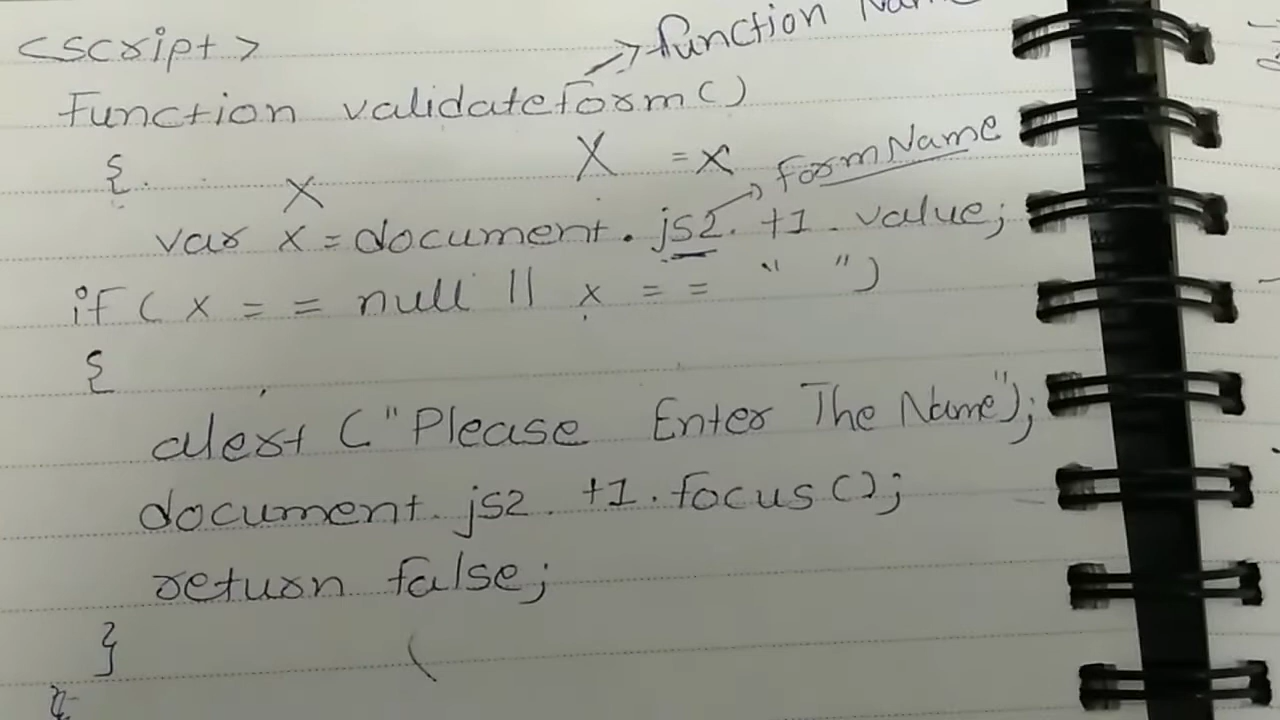 <script>
→ function Name
Function validateform()
{
X X = x
→ formName
var x = document. js2. t1. value;
if ( x = = null || x = = " " )
{
alert ("Please Enter The Name");
document. js2. t1. focus();
return false;
}
(
}